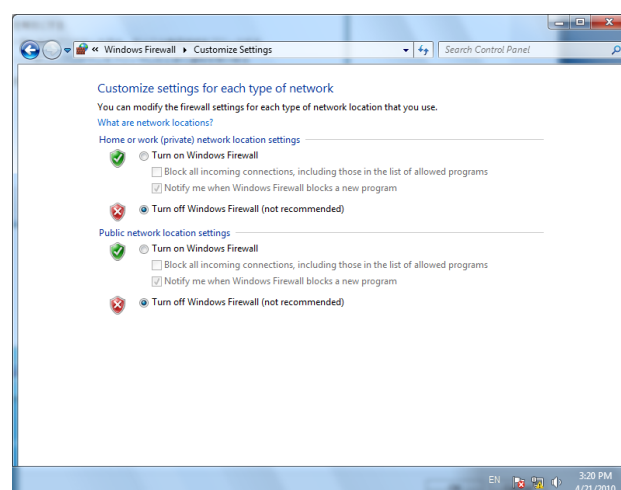 « Windows Firewall ▸ Customize Settings
Search Control Panel
Customize settings for each type of network
You can modify the firewall settings for each type of network location that you use.
What are network locations?
Home or work (private) network location settings
Turn on Windows Firewall
Block all incoming connections, including those in the list of allowed programs
Notify me when Windows Firewall blocks a new program
Turn off Windows Firewall (not recommended)
Public network location settings
Turn on Windows Firewall
Block all incoming connections, including those in the list of allowed programs
Notify me when Windows Firewall blocks a new program
Turn off Windows Firewall (not recommended)
EN
3:20 PM
4/21/2010